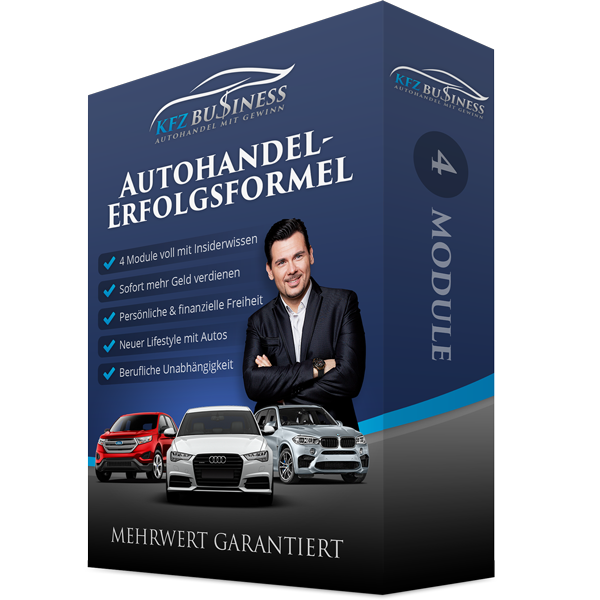 KFZ BUSINESS
AUTOHANDEL MIT GEWINN
AUTOHANDEL-
ERFOLGSFORMEL
4 Module voll mit Insiderwissen
Sofort mehr Geld verdienen
Persönliche & finanzielle Freiheit
Neuer Lifestyle mit Autos
Berufliche Unabhängigkeit
MEHRWERT GARANTIERT
KFZ BUSINESS
AUTOHANDEL MIT GEWINN
4 MODULE